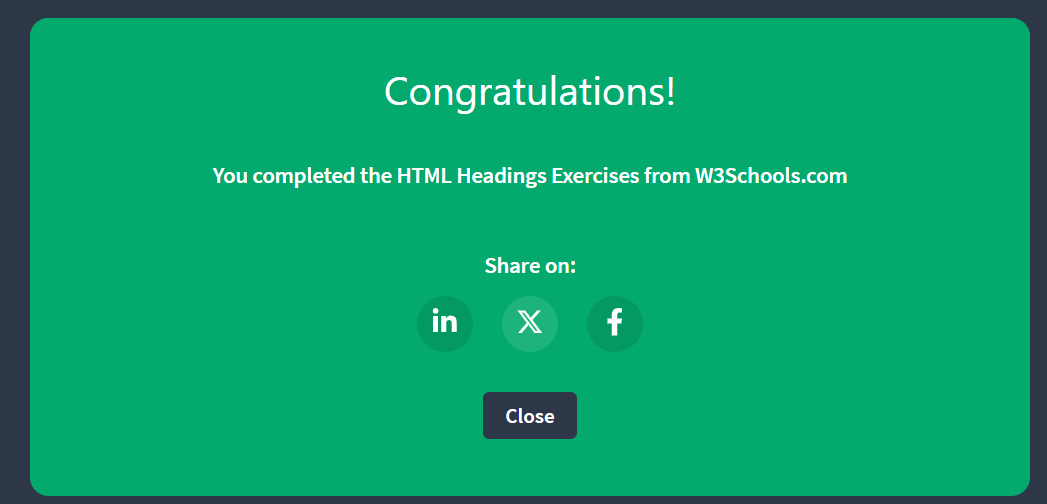 Congratulations!
You completed the HTML Headings Exercises from W3Schools.com
Share on:
in X f
Close